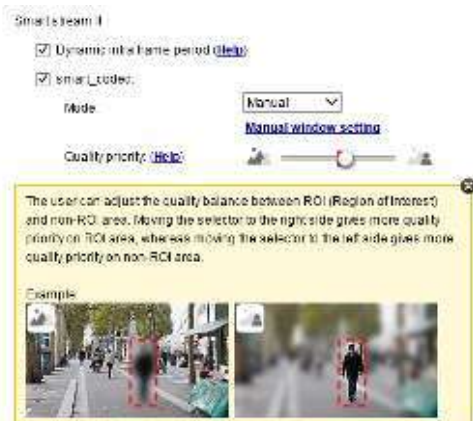 Smart stream II
Dynamic intra frame period (Help)
smart_codec:
Mode Manual
Manual window setting
Quality priority: (Help)
The user can adjust the quality balance between ROI (Region of Interest)
and non-ROI area. Moving the selector to the right side gives more quality
priority on ROI area, whereas moving the selector to the left side gives more
quality priority on non-ROI area.
Example